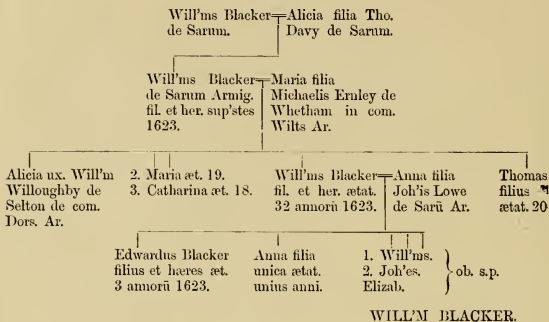 Will'ms Blacker=Alicia filia Tho.
de Sarum. Davy de Sarum.
Will'ms Blacker=Maria filia
de Sarum Armig. Michaelis Ernley de
fil. et her. sup'stes Whetham in com.
1623. Wilts Ar.
Alicia ux. Will'm
Willoughby de
Selton de com.
Dors. Ar.
2. Maria æt. 19.
3. Catharina æt. 18.
Will'ms Blacker=Anna filia
fil. et her. ætat. Joh'is Lowe
32 annorū 1623. de Sarū Ar.
Thomas
filius
ætat. 20
Edwardus Blacker
filius et hæres æt.
3 annorū 1623.
Anna filia
unica ætat.
unius anni.
1. Will'ms.
2. Joh'es.
Elizab.
ob. s.p.
WILL'M BLACKER.